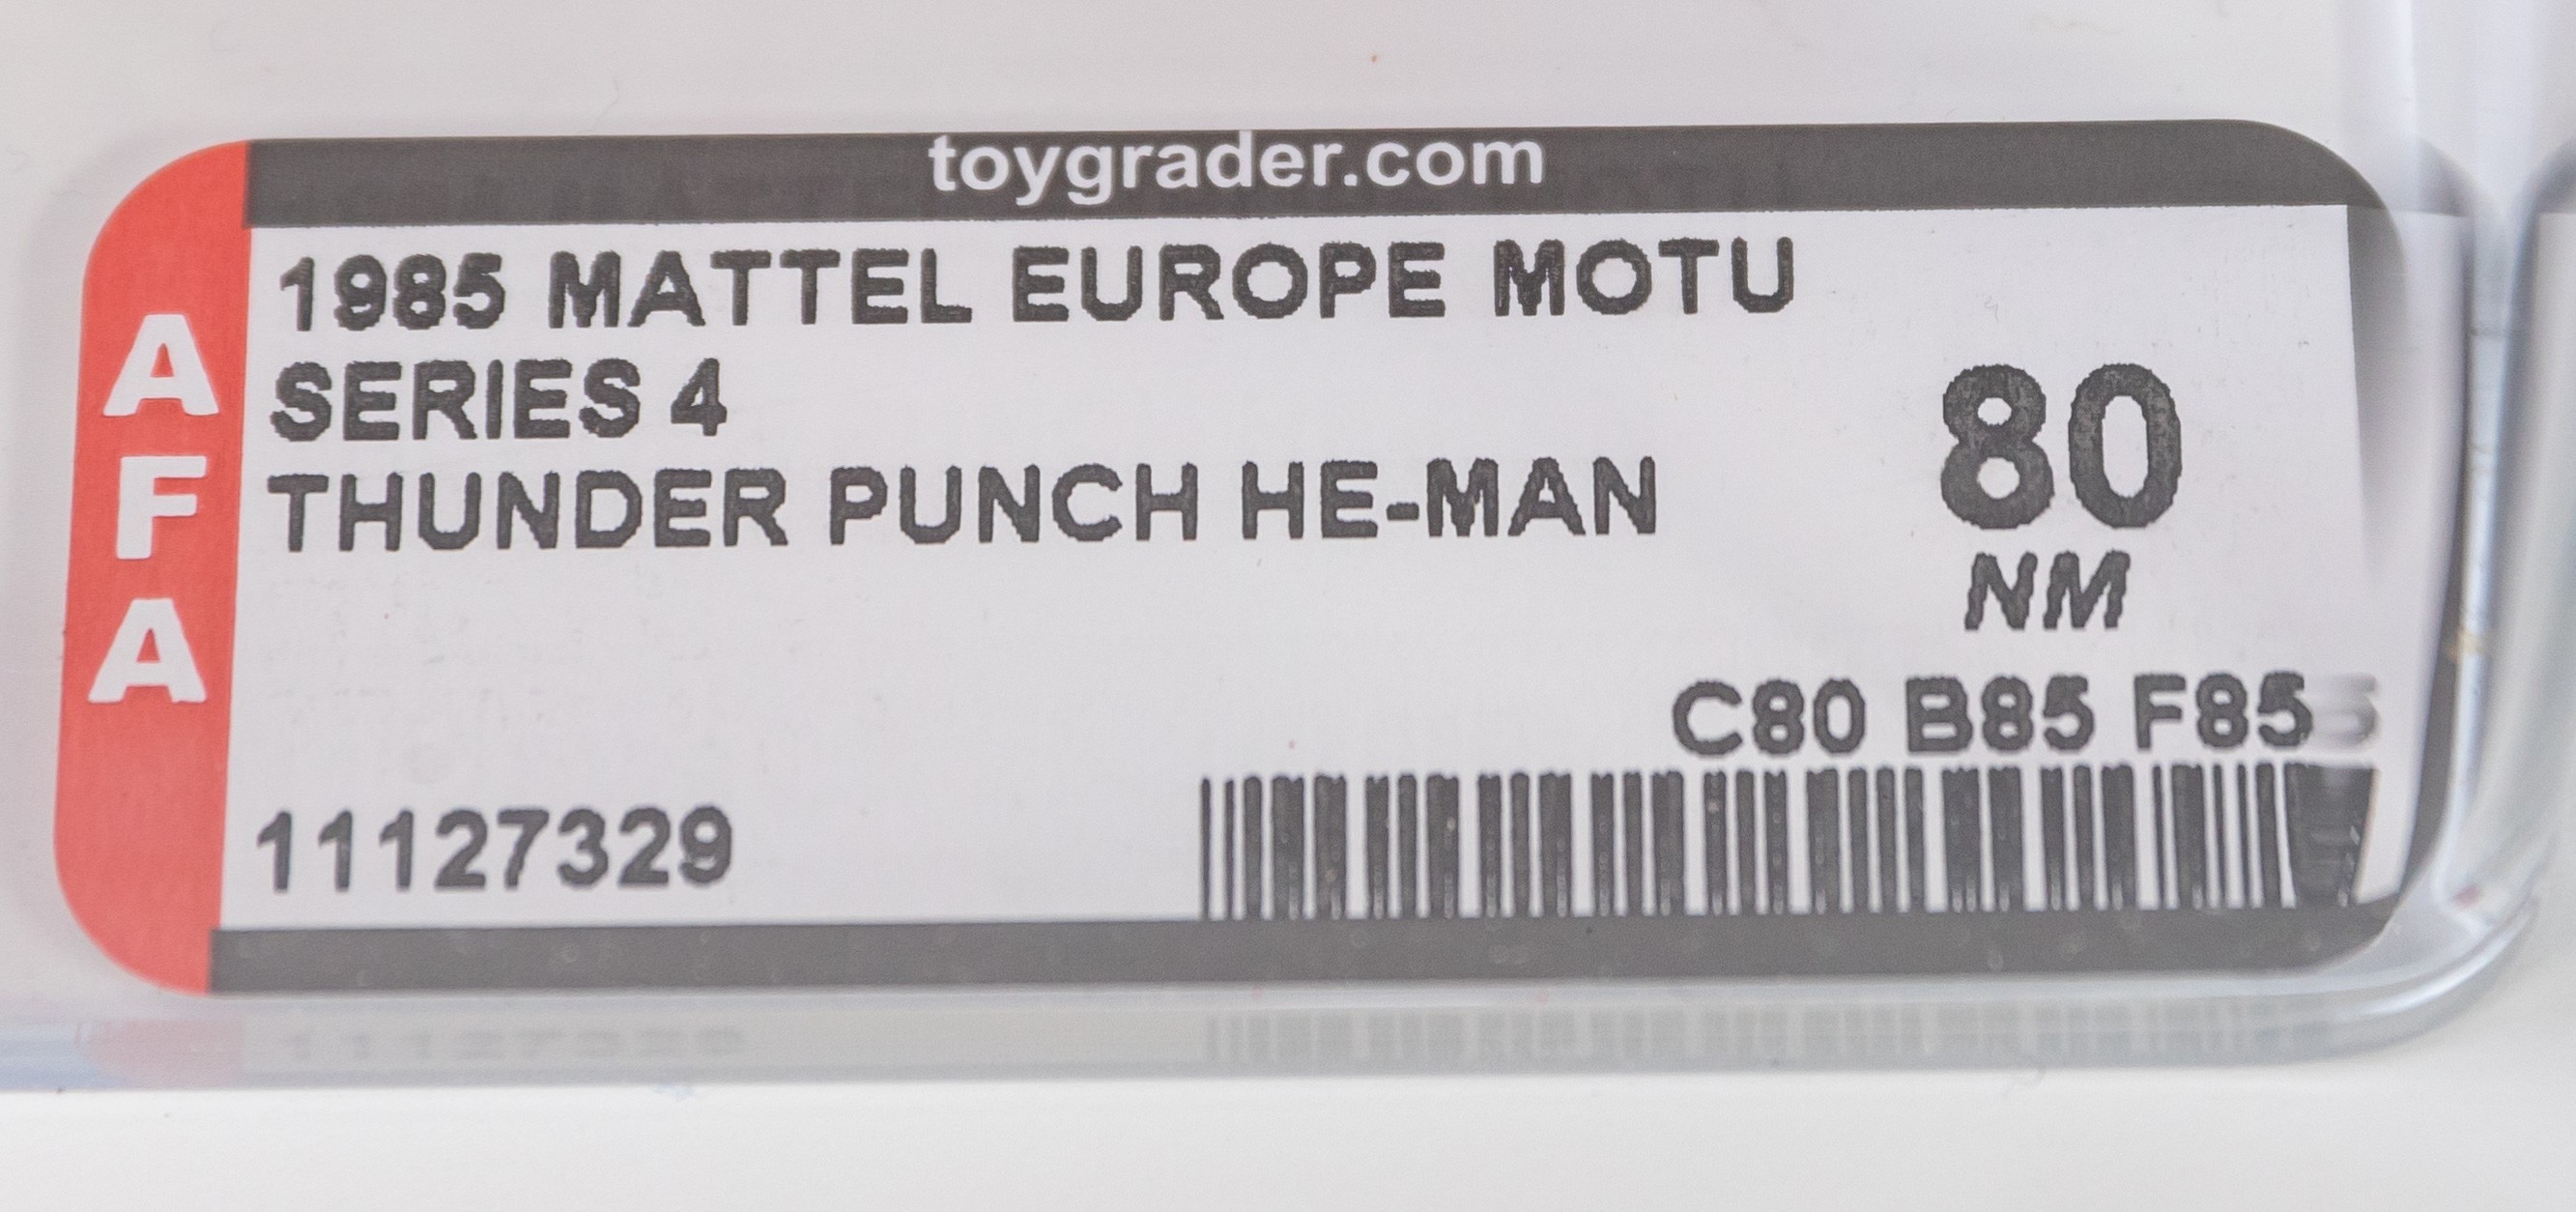 toygrader.com
AFA
1985 MATTEL EUROPE MOTU
SERIES 4
THUNDER PUNCH HE-MAN
80
NM
C80 B85 F85
11127329